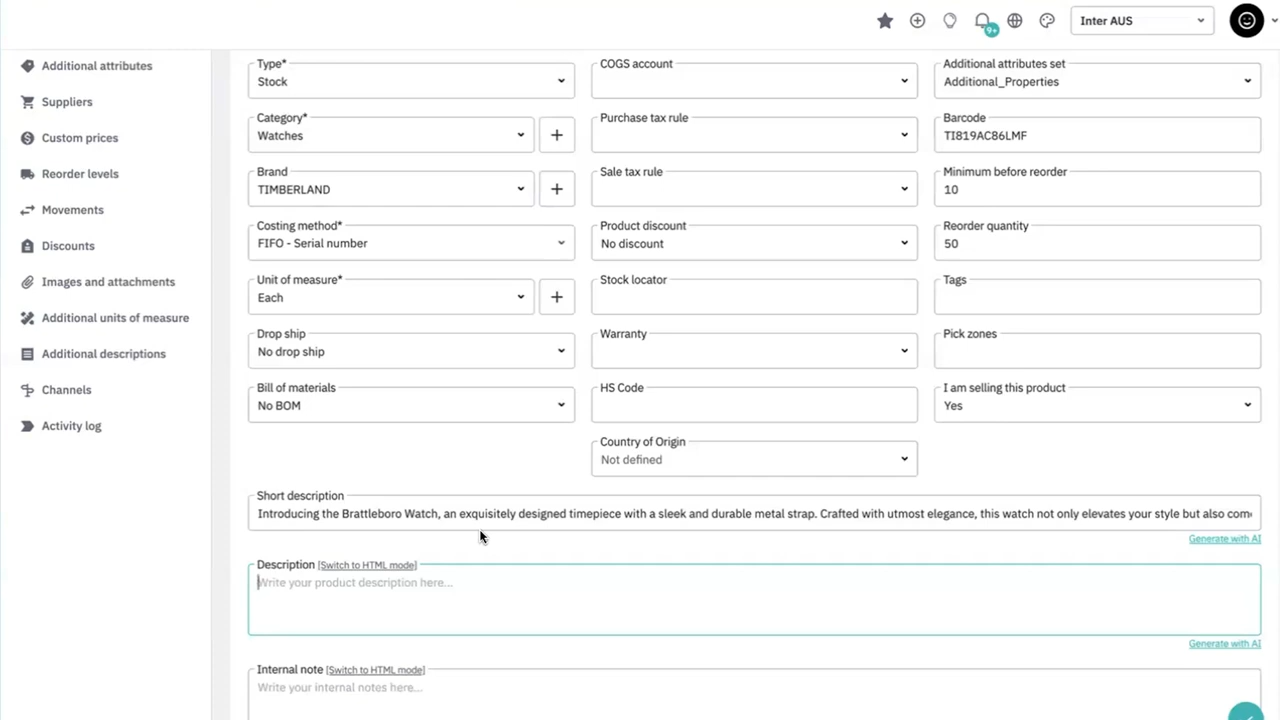 9+
Inter AUS
Additional attributes
Suppliers
Custom prices
Reorder levels
Movements
Discounts
Images and attachments
Additional units of measure
Additional descriptions
Channels
Activity log
Type*
Stock
COGS account
Additional attributes set
Additional_Properties
Category*
Watches
Purchase tax rule
Barcode
TI819AC86LMF
Brand
TIMBERLAND
Sale tax rule
Minimum before reorder
10
Costing method*
FIFO - Serial number
Product discount
No discount
Reorder quantity
50
Unit of measure*
Each
Stock locator
Tags
Drop ship
No drop ship
Warranty
Pick zones
Bill of materials
No BOM
HS Code
I am selling this product
Yes
Country of Origin
Not defined
Short description
Introducing the Brattleboro Watch, an exquisitely designed timepiece with a sleek and durable metal strap. Crafted with utmost elegance, this watch not only elevates your style but also com
Generate with AI
Description [Switch to HTML mode]
Write your product description here...
Generate with AI
Internal note [Switch to HTML mode]
Write your internal notes here...